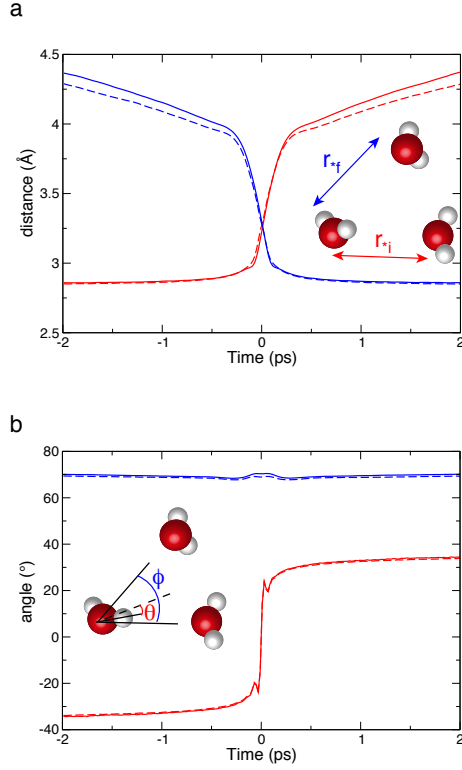 a
4.5
4
3.5
3
2.5
distance (Å)
r*f
r*i
-2
-1
0
1
2
Time (ps)
b
80
60
40
20
0
-20
-40
angle (°)
ϕ
θ
-2
-1
0
1
2
Time (ps)